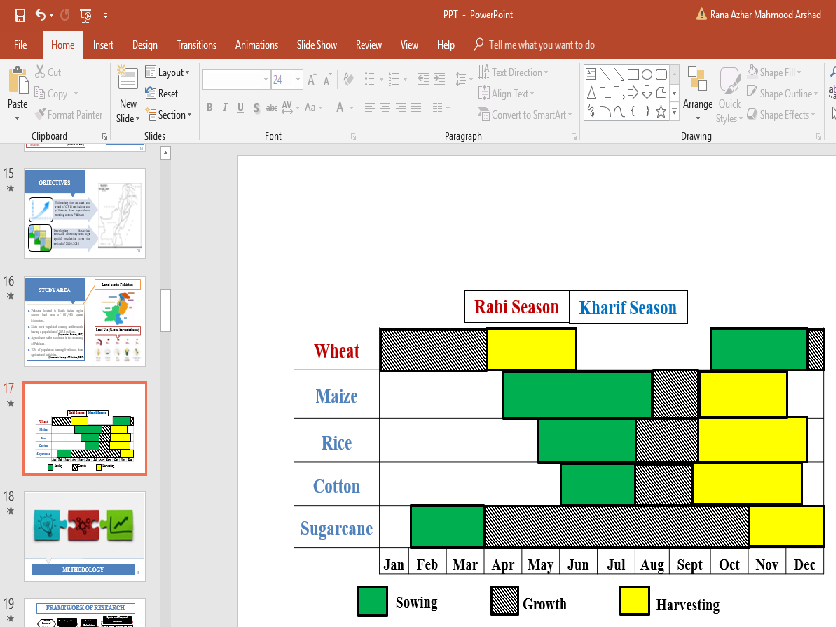 PPT - PowerPoint
Rana Azhar Mahmood Arshad
File Home Insert Design Transitions Animations Slide Show Review View Help Tell me what you want to do
Paste
Cut
Copy
Format Painter
Clipboard
New Slide
Layout
Reset
Section
Slides
24
B I U S abc AV Aa A
Font
Text Direction
Align Text
Convert to SmartArt
Paragraph
Arrange
Quick Styles
Shape Fill
Shape Outline
Shape Effects
Drawing
15
OBJECTIVES
16
STUDY AREA
17
18
METHODOLOGY
19
FRAMEWORK OF RESEARCH
Rabi Season Kharif Season
Wheat
Maize
Rice
Cotton
Sugarcane
Jan Feb Mar Apr May Jun Jul Aug Sept Oct Nov Dec
Sowing Growth Harvesting